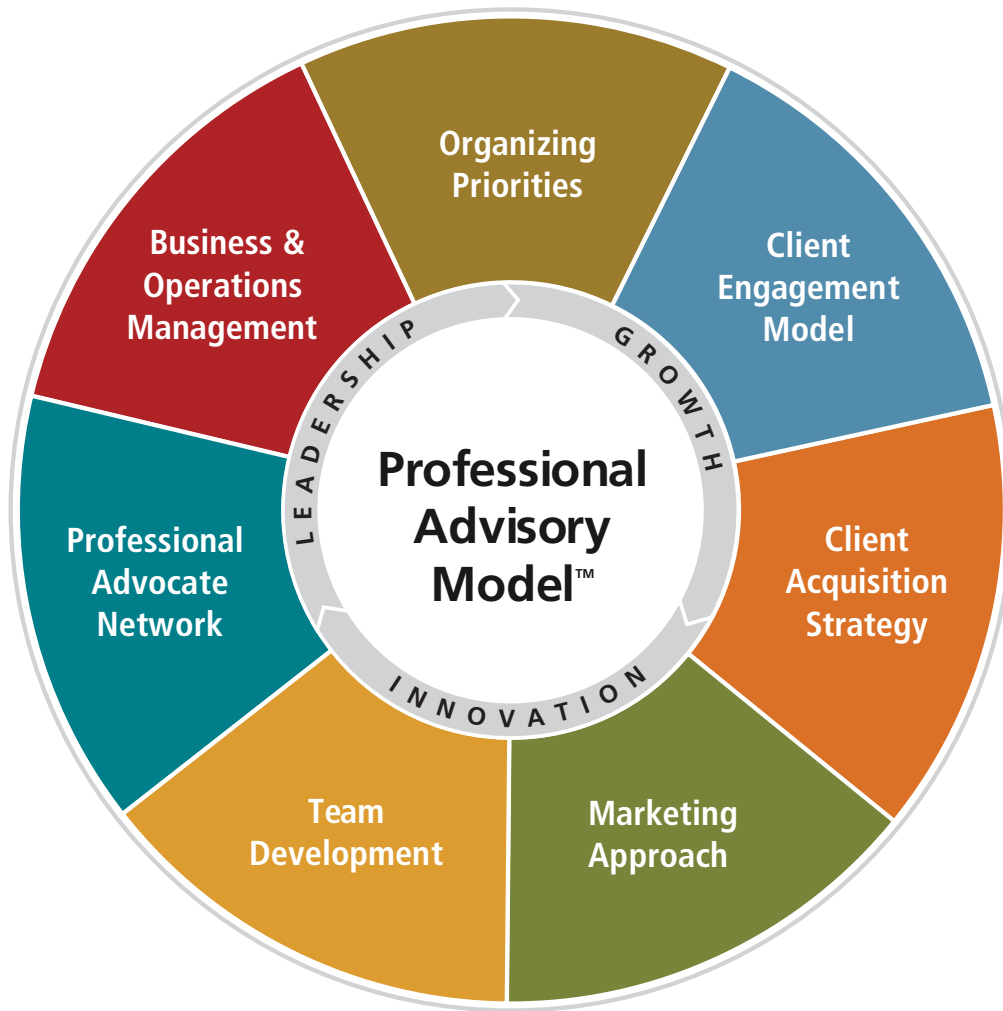 Organizing
Priorities
Client
Engagement
Model
Client
Acquisition
Strategy
Marketing
Approach
Team
Development
Professional
Advocate
Network
Business &
Operations
Management
LEADERSHIP
GROWTH
INNOVATION
Professional
Advisory
Model™